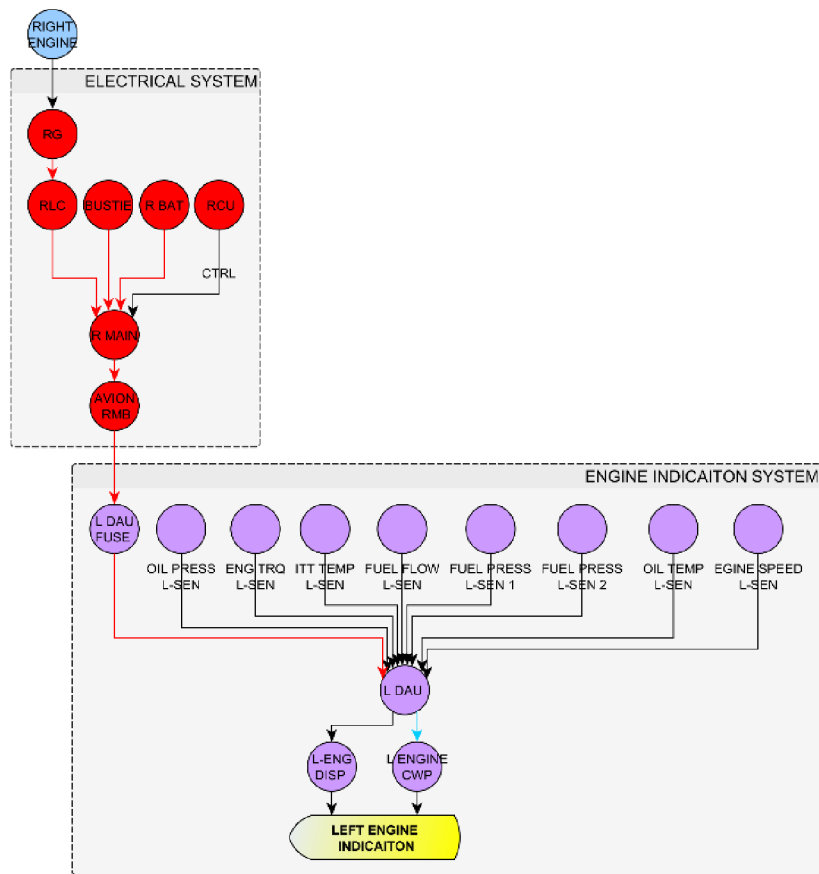 RIGHT
ENGINE
ELECTRICAL SYSTEM
RG
RLC
BUSTIE
R BAT
RCU
CTRL
R MAIN
AVION
RMB
ENGINE INDICAITON SYSTEM
L DAU
FUSE
OIL PRESS
L-SEN
ENG TRQ
L-SEN
ITT TEMP
L-SEN
FUEL FLOW
L-SEN
FUEL PRESS
L-SEN 1
FUEL PRESS
L-SEN 2
OIL TEMP
L-SEN
EGINE SPEED
L-SEN
L DAU
L-ENG
DISP
L ENGINE
CWP
LEFT ENGINE
INDICAITON